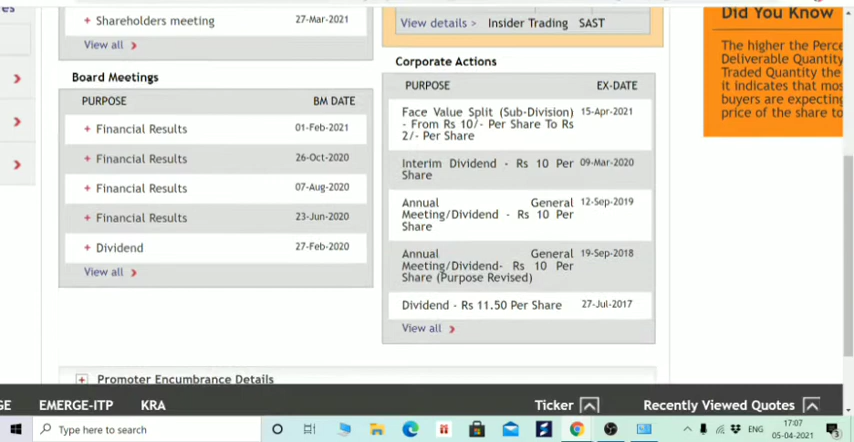 es
+ Shareholders meeting 27-Mar-2021
View all >
View details > Insider Trading SAST
Did You Know
The higher the Perce
Deliverable Quantity
Traded Quantity the
it indicates that mos
buyers are expecting
price of the share to
Board Meetings
PURPOSE BM DATE
+ Financial Results 01-Feb-2021
+ Financial Results 26-Oct-2020
+ Financial Results 07-Aug-2020
+ Financial Results 23-Jun-2020
+ Dividend 27-Feb-2020
View all >
Corporate Actions
PURPOSE EX-DATE
Face Value Split (Sub-Division) 15-Apr-2021
- From Rs 10/- Per Share To Rs
2/- Per Share
Interim Dividend - Rs 10 Per 09-Mar-2020
Share
Annual General 12-Sep-2019
Meeting/Dividend - Rs 10 Per
Share
Annual General 19-Sep-2018
Meeting/Dividend- Rs 10 Per
Share (Purpose Revised)
Dividend - Rs 11.50 Per Share 27-Jul-2017
View all >
+ Promoter Encumbrance Details
GE EMERGE-ITP KRA Ticker Recently Viewed Quotes
Type here to search ENG 17:07
05-04-2021 3